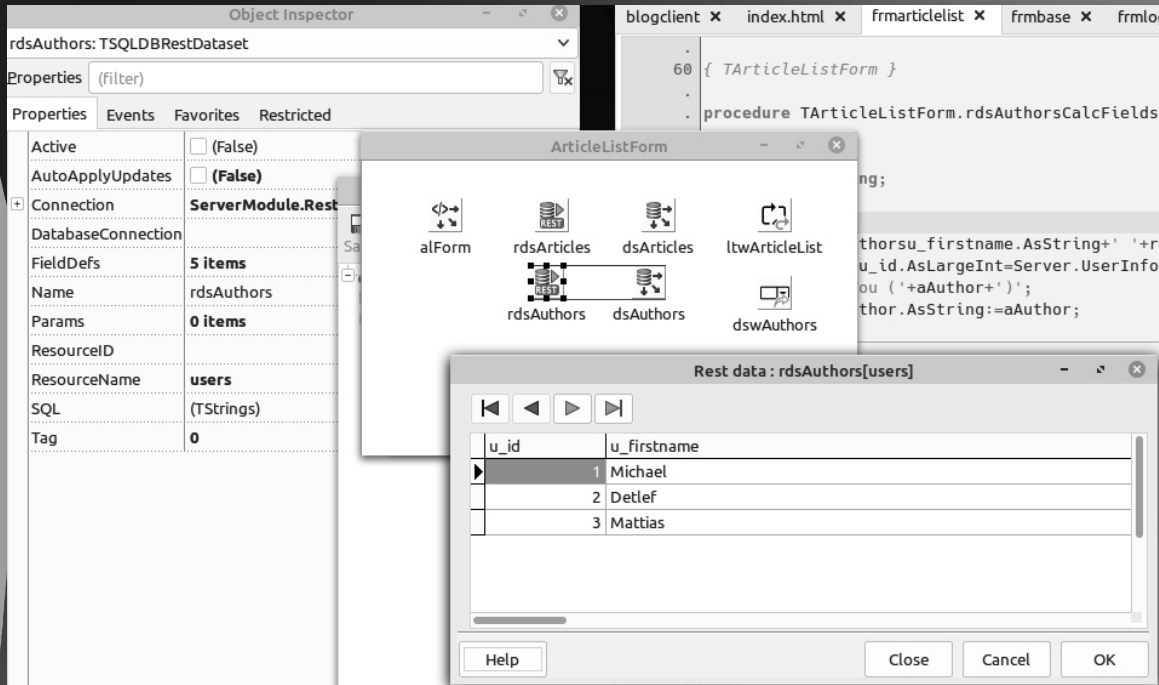 Object Inspector
rdsAuthors: TSQLDBRestDataset
Properties (filter)
Properties Events Favorites Restricted
Active (False)
AutoApplyUpdates (False)
Connection ServerModule.Rest
DatabaseConnection
FieldDefs 5 items
Name rdsAuthors
Params 0 items
ResourceID
ResourceName users
SQL (TStrings)
Tag 0
blogclient index.html frmarticlelist frmbase frmlo
60 { TArticleListForm }
procedure TArticleListForm.rdsAuthorsCalcFields
ng;
thorsu_firstname.AsString+' '+r
u_id.AsLargeInt=Server.UserInfo
ou ('+aAuthor+')';
thor.AsString:=aAuthor;
Sa
ArticleListForm
alForm rdsArticles dsArticles ltwArticleList
REST
rdsAuthors dsAuthors dswAuthors
REST
Rest data : rdsAuthors[users]
u_id u_firstname
1 Michael
2 Detlef
3 Mattias
Help Close Cancel OK